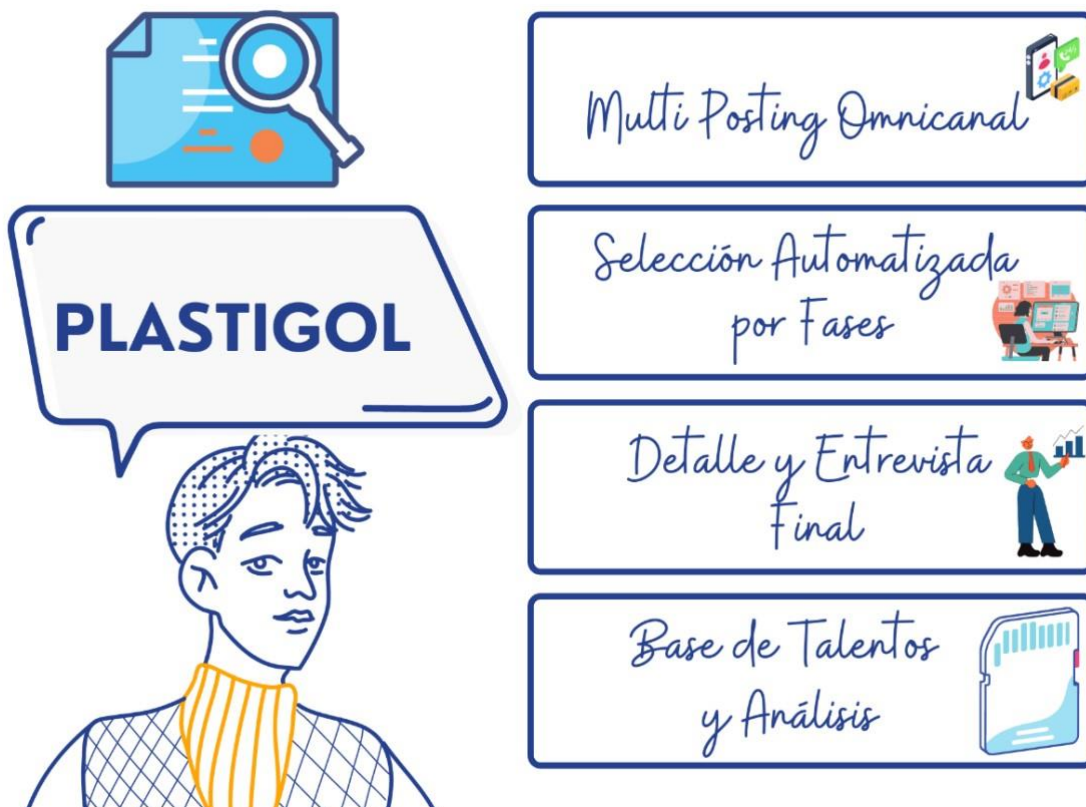 PLASTIGOL
Multi Posting Omnicanal
Selección Automatizada
por Fases
Detalle y Entrevista
Final
Base de Talentos
y Análisis